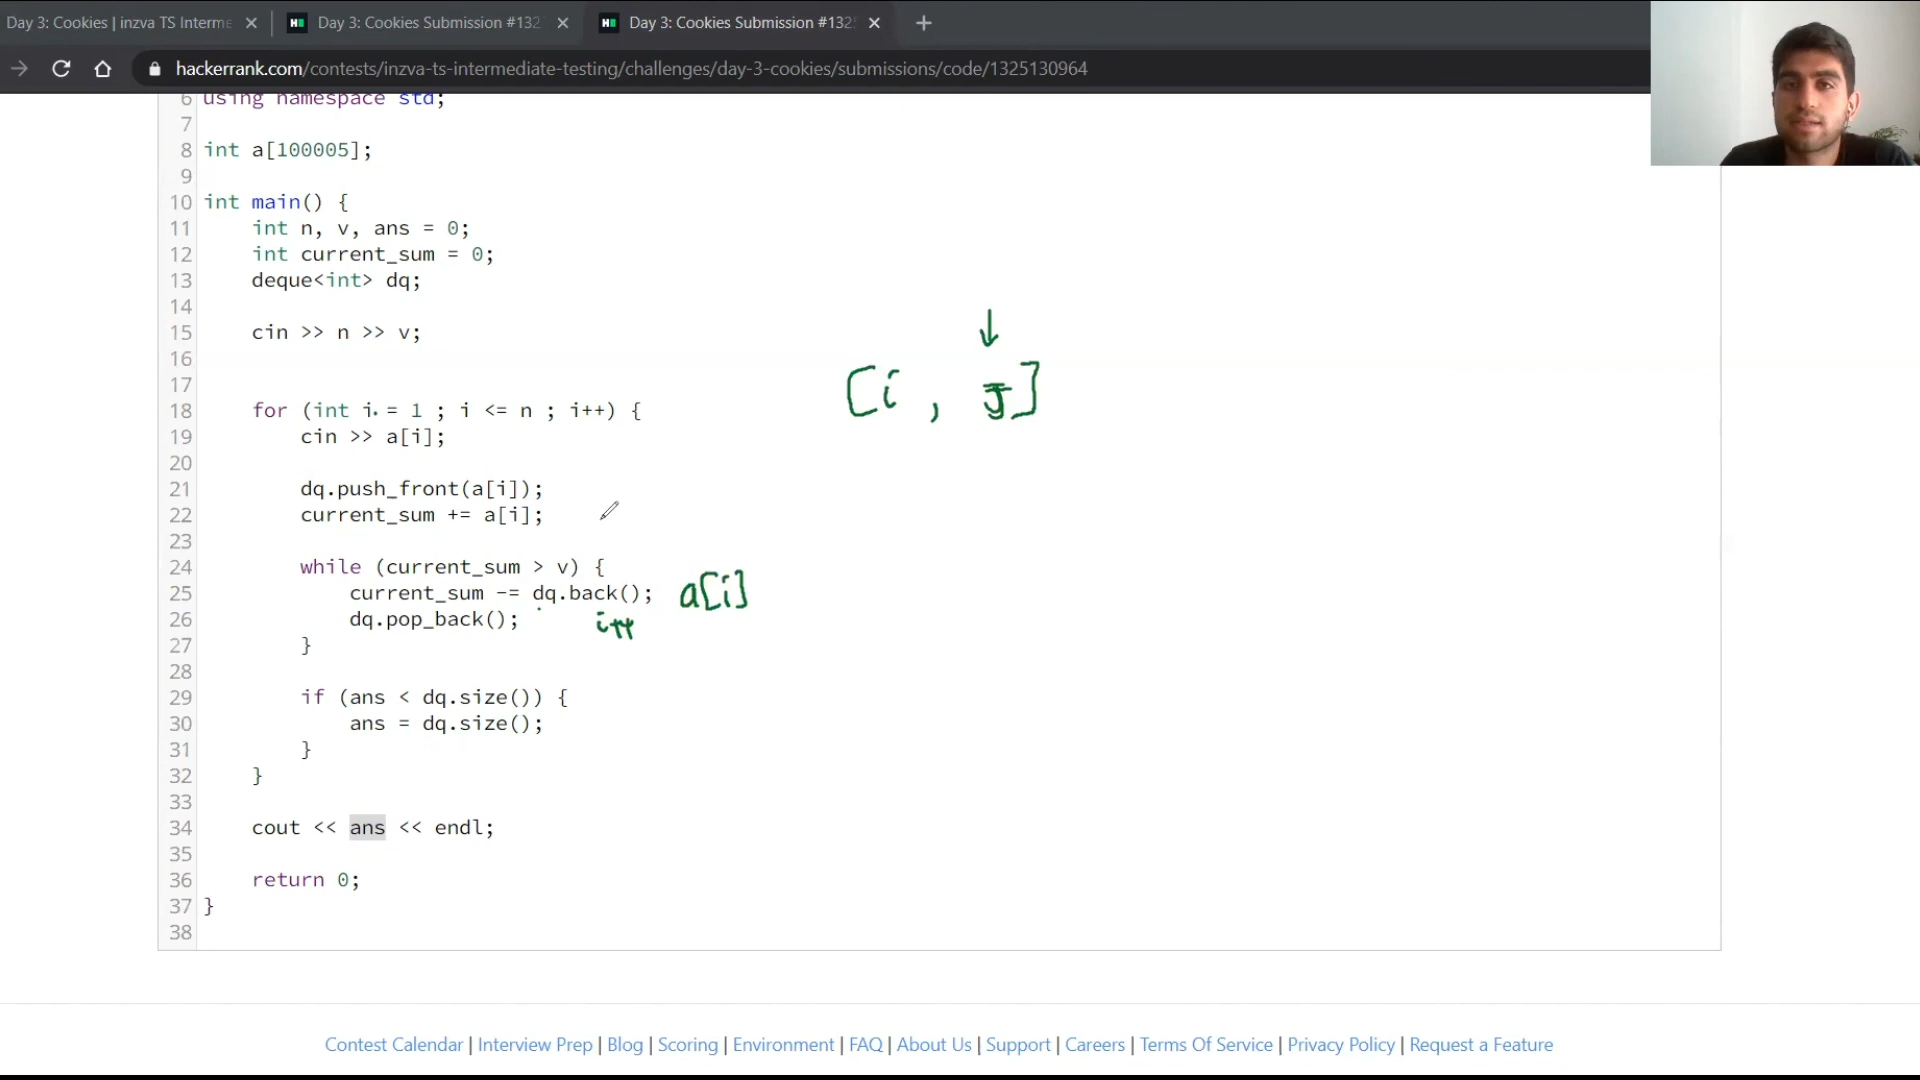 Day 3: Cookies | inzva TS Interme
Day 3: Cookies Submission #132
Day 3: Cookies Submission #132
hackerrank.com/contests/inzva-ts-intermediate-testing/challenges/day-3-cookies/submissions/code/1325130964
6 using namespace std;
7
8 int a[100005];
9
10 int main() {
11 int n, v, ans = 0;
12 int current_sum = 0;
13 deque<int> dq;
14
15 cin >> n >> v;
16
17
[i , j]
18 for (int i = 1 ; i <= n ; i++) {
19 cin >> a[i];
20
21 dq.push_front(a[i]);
22 current_sum += a[i];
23
24 while (current_sum > v) {
25 current_sum -= dq.back(); a[i]
26 dq.pop_back(); i++
27 }
28
29 if (ans < dq.size()) {
30 ans = dq.size();
31 }
32 }
33
34 cout << ans << endl;
35
36 return 0;
37 }
38
Contest Calendar | Interview Prep | Blog | Scoring | Environment | FAQ | About Us | Support | Careers | Terms Of Service | Privacy Policy | Request a Feature